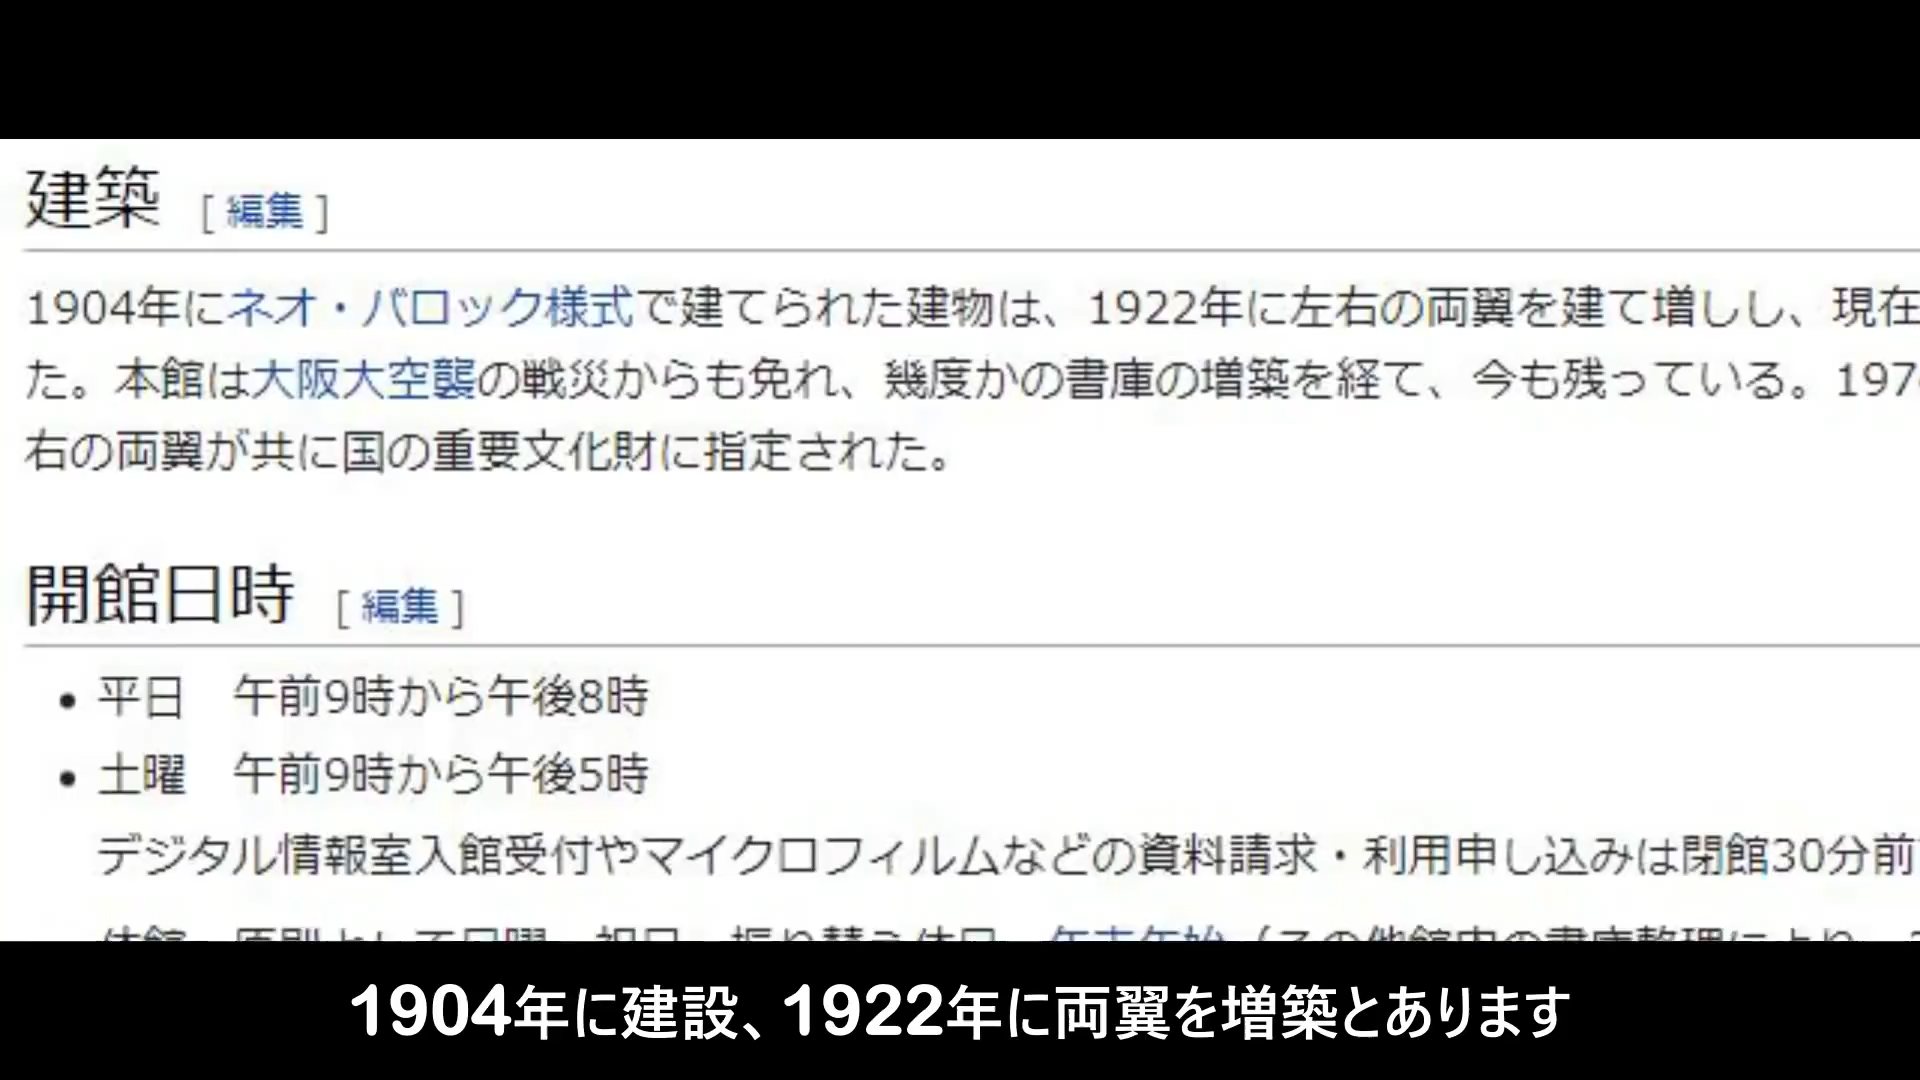 建築 [ 編集 ]
1904年にネオ・バロック様式で建てられた建物は、1922年に左右の両翼を建て増しし、現在
た。本館は大阪大空襲の戦災からも免れ、幾度かの書庫の増築を経て、今も残っている。197
右の両翼が共に国の重要文化財に指定された。
開館日時 [ 編集 ]
• 平日　午前9時から午後8時
• 土曜　午前9時から午後5時
デジタル情報室入館受付やマイクロフィルムなどの資料請求・利用申し込みは閉館30分前
1904年に建設、1922年に両翼を増築とあります